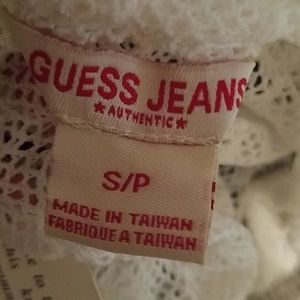 GUESS JEANS
★AUTHENTIC★
S/P
MADE IN TAIWAN
FABRIQUE A TAIWAN